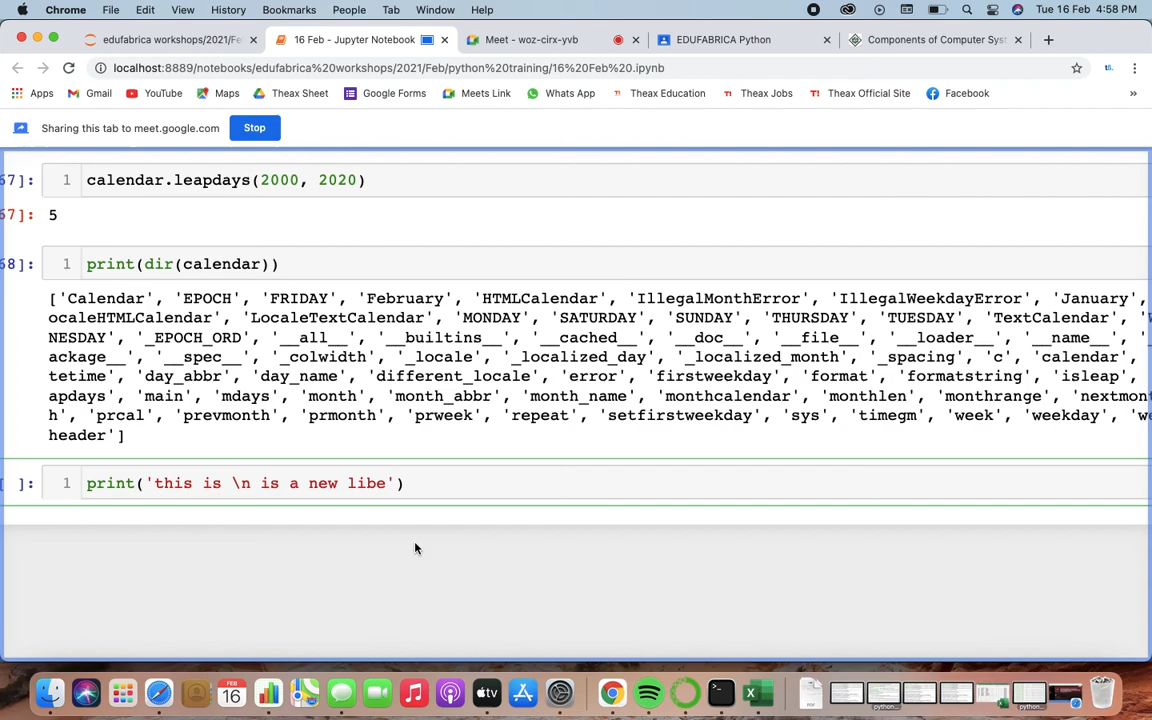 Chrome File Edit View History Bookmarks People Tab Window Help Tue 16 Feb 4:58 PM
edufabrica workshops/2021/Fe 16 Feb - Jupyter Notebook Meet - woz-cirx-yvb EDUFABRICA Python Components of Computer Sys
localhost:8889/notebooks/edufabrica%20workshops/2021/Feb/python%20training/16%20Feb%20.ipynb
Apps Gmail YouTube Maps Theax Sheet Google Forms Meets Link Whats App Theax Education Theax Jobs Theax Official Site Facebook
Sharing this tab to meet.google.com Stop
67]: 1 calendar.leapdays(2000, 2020)
67]: 5
68]: 1 print(dir(calendar))
['Calendar', 'EPOCH', 'FRIDAY', 'February', 'HTMLCalendar', 'IllegalMonthError', 'IllegalWeekdayError', 'January',
ocaleHTMLCalendar', 'LocaleTextCalendar', 'MONDAY', 'SATURDAY', 'SUNDAY', 'THURSDAY', 'TUESDAY', 'TextCalendar', 'W
NESDAY', '_EPOCH_ORD', '__all__', '__builtins__', '__cached__', '__doc__', '__file__', '__loader__', '__name__', '_
ackage__', '__spec__', '_colwidth', '_locale', '_localized_day', '_localized_month', '_spacing', 'c', 'calendar',
tetime', 'day_abbr', 'day_name', 'different_locale', 'error', 'firstweekday', 'format', 'formatstring', 'isleap',
apdays', 'main', 'mdays', 'month', 'month_abbr', 'month_name', 'monthcalendar', 'monthlen', 'monthrange', 'nextmont
h', 'prcal', 'prevmonth', 'prmonth', 'prweek', 'repeat', 'setfirstweekday', 'sys', 'timegm', 'week', 'weekday', 'we
header']
[ ]: 1 print('this is \n is a new libe')
FEB
16